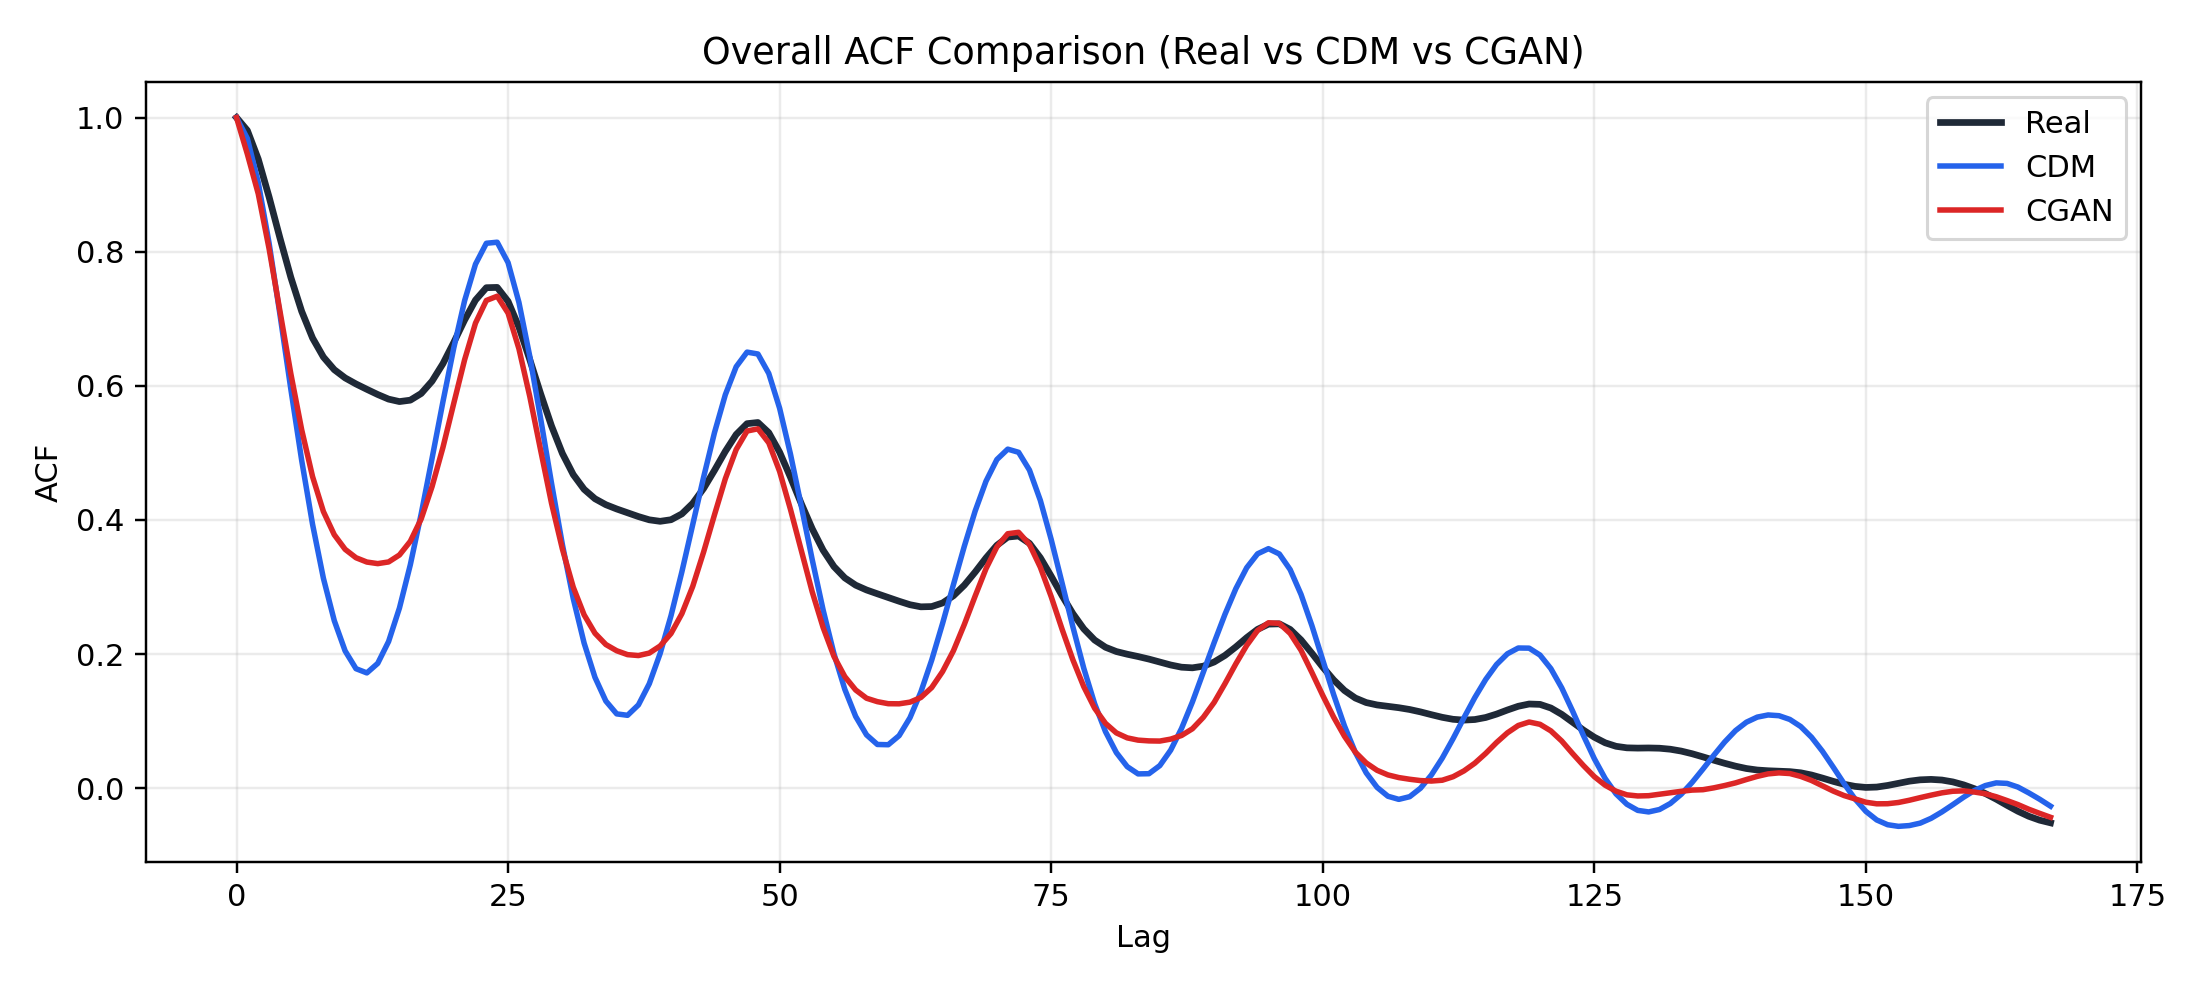 Overall ACF Comparison (Real vs CDM vs CGAN)
1.0
0.8
0.6
0.4
0.2
0.0
ACF
Real
CDM
CGAN
0 25 50 75 100 125 150 175
Lag